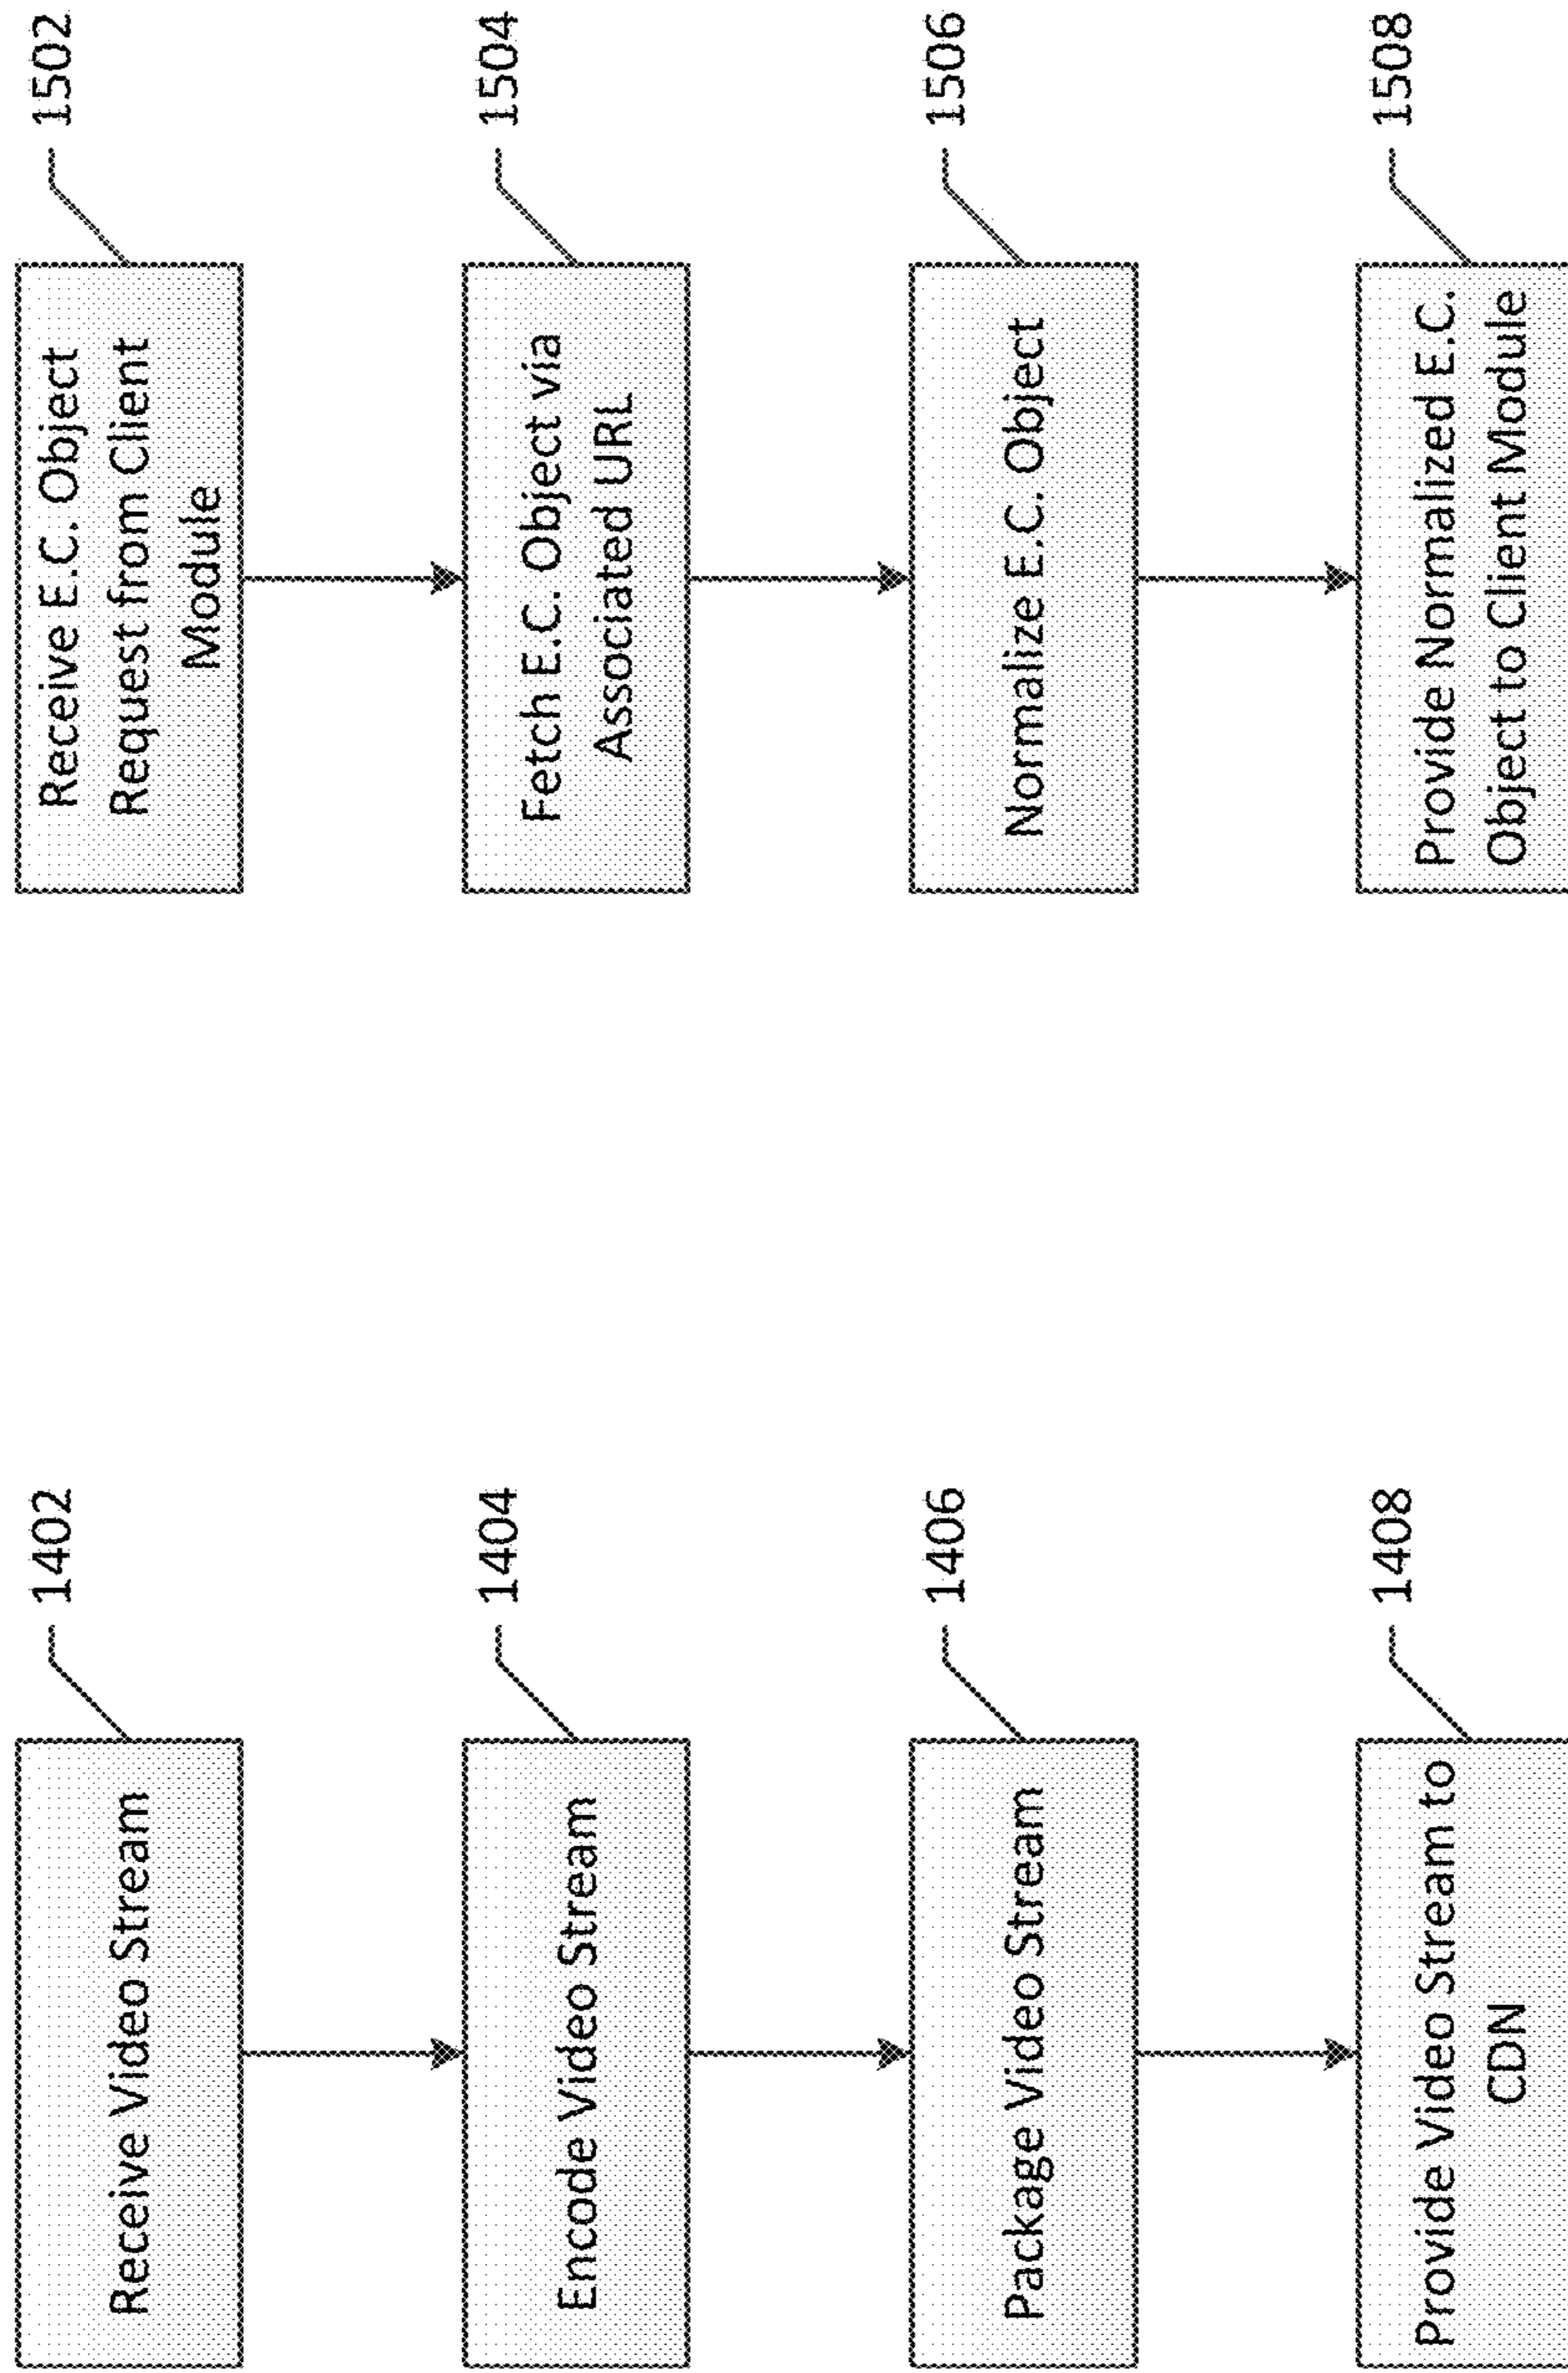 1402
Receive Video Stream
1404
Encode Video Stream
1406
Package Video Stream
1408
Provide Video Stream to
CDN
1502
Receive E.C. Object
Request from Client
Module
1504
Fetch E.C. Object via
Associated URL
1506
Normalize E.C. Object
1508
Provide Normalized E.C.
Object to Client Module